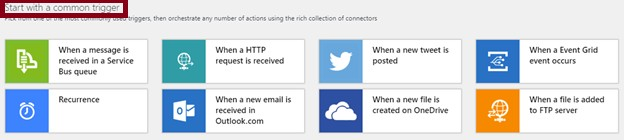 Start with a common trigger
Pick from one of the most commonly used triggers, then orchestrate any number of actions using the rich collection of connectors
When a message is
received in a Service
Bus queue
When a HTTP
request is received
When a new tweet is
posted
When a Event Grid
event occurs
Recurrence
When a new email is
received in
Outlook.com
When a new file is
created on OneDrive
When a file is
added to FTP server